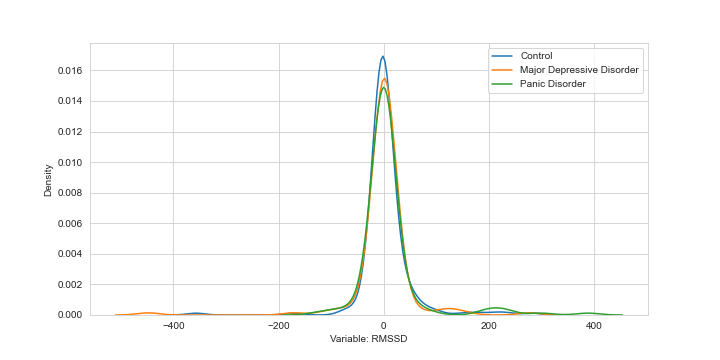 Control
Major Depressive Disorder
Panic Disorder
Density
0.016
0.014
0.012
0.010
0.008
0.006
0.004
0.002
0.000
−400
−200
0
200
400
Variable: RMSSD